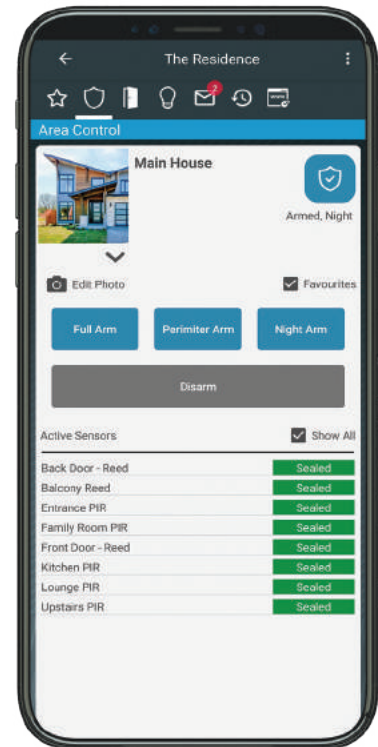 The Residence
2
Area Control
Main House
Armed, Night
Edit Photo
Favourites
Full Arm
Perimiter Arm
Night Arm
Disarm
Active Sensors
Show All
Back Door - Reed Sealed
Balcony Reed Sealed
Entrance PIR Sealed
Family Room PIR Sealed
Front Door - Reed Sealed
Kitchen PIR Sealed
Lounge PIR Sealed
Upstairs PIR Sealed